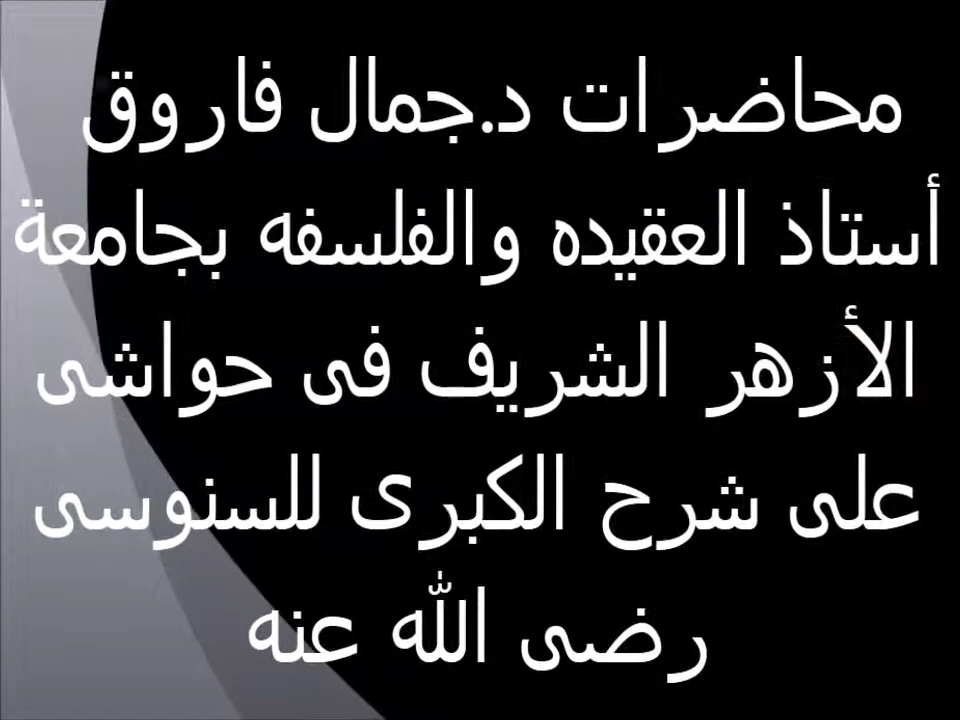 محاضرات د.جمال فاروق
أستاذ العقيده والفلسفه بجامعة
الأزهر الشريف فى حواشى
على شرح الكبرى للسنوسى
رضى الله عنه